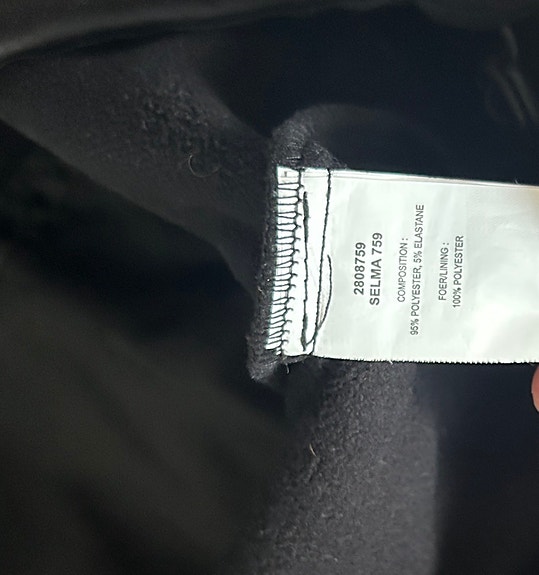 2808759
SELMA 759
COMPOSITION :
95% POLYESTER, 5% ELASTANE
FOER/LINING :
100% POLYESTER